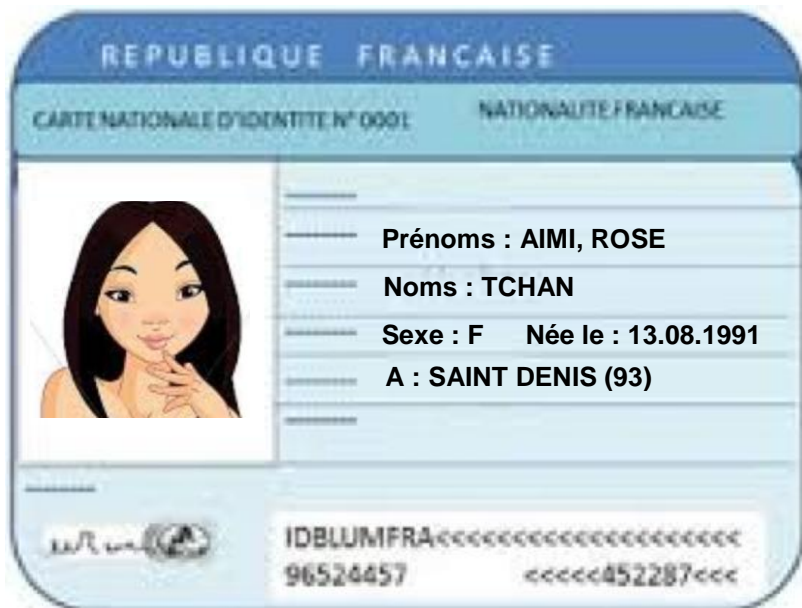 REPUBLIQUE FRANCAISE
CARTE NATIONALE D'IDENTITE N° 0001 NATIONALITE FRANCAISE
Prénoms : AIMI, ROSE
Noms : TCHAN
Sexe : F Née le : 13.08.1991
A : SAINT DENIS (93)
IDBLUMFRA<<<<<<<<<<<<<<<<<<<<<
96524457 <<<<<452287<<<